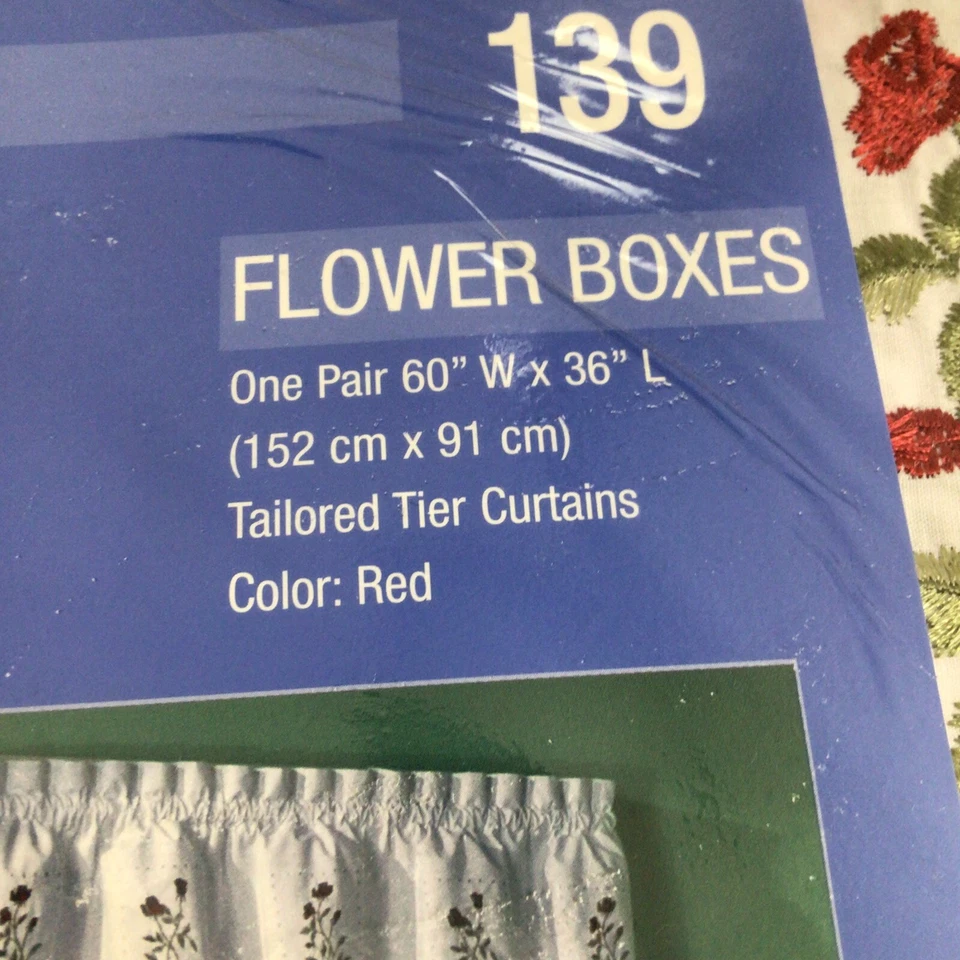 139
FLOWER BOXES
One Pair 60” W x 36” L
(152 cm x 91 cm)
Tailored Tier Curtains
Color: Red